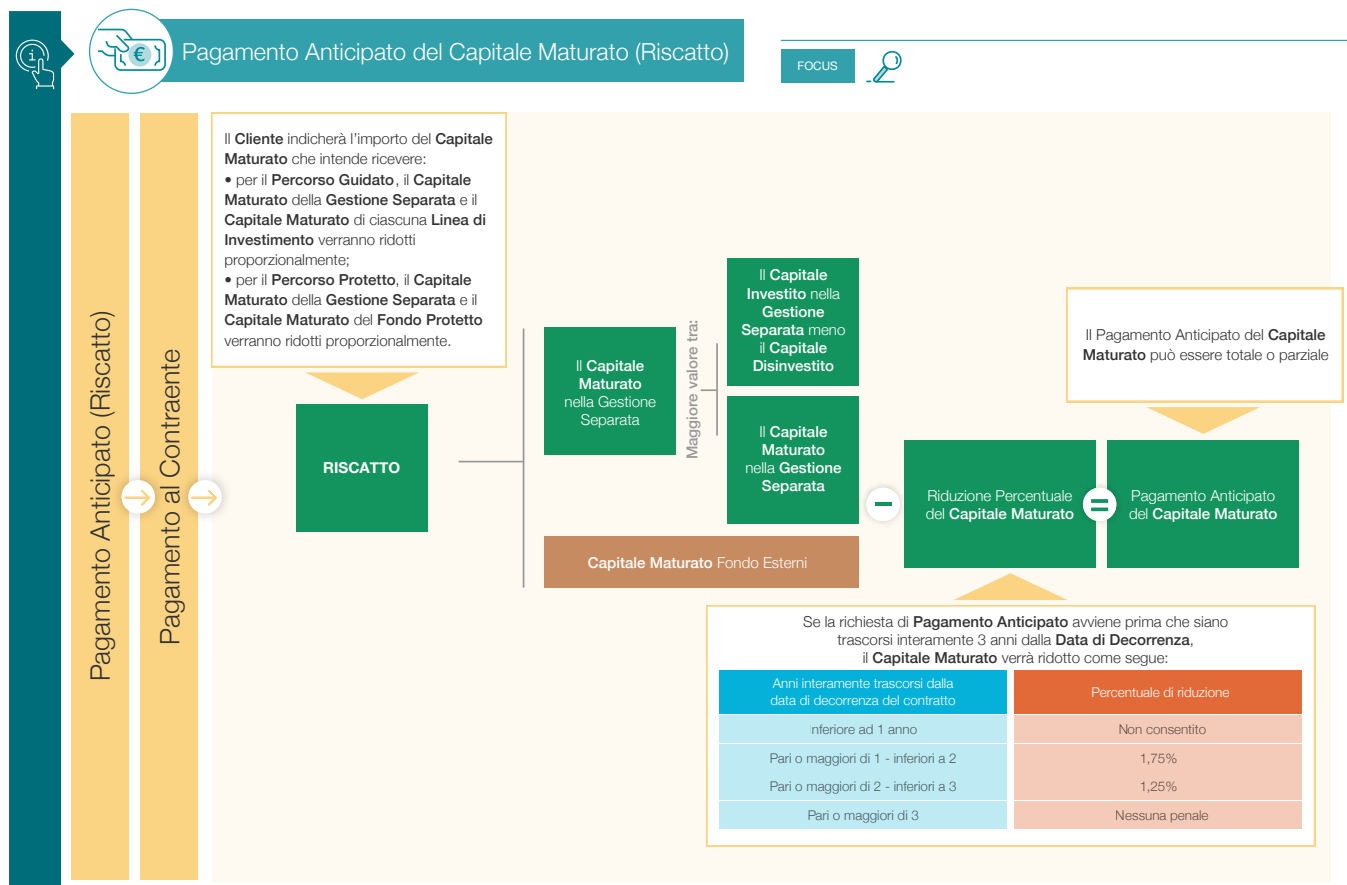 Pagamento Anticipato del Capitale Maturato (Riscatto)
FOCUS
Pagamento Anticipato (Riscatto)
Pagamento al Contraente
Il Cliente indicherà l'importo del Capitale
Maturato che intende ricevere:
• per il Percorso Guidato, il Capitale
Maturato della Gestione Separata e il
Capitale Maturato di ciascuna Linea di
Investimento verranno ridotti
proporzionalmente;
• per il Percorso Protetto, il Capitale
Maturato della Gestione Separata e il
Capitale Maturato del Fondo Protetto
verranno ridotti proporzionalmente.
RISCATTO
Il Capitale
Maturato
nella Gestione
Separata
Maggiore valore tra:
Il Capitale
Investito nella
Gestione
Separata meno
il Capitale
Disinvestito
Il Capitale
Maturato
nella Gestione
Separata
Capitale Maturato Fondo Esterni
−
Riduzione Percentuale
del Capitale Maturato
=
Pagamento Anticipato
del Capitale Maturato
Il Pagamento Anticipato del Capitale
Maturato può essere totale o parziale
Se la richiesta di Pagamento Anticipato avviene prima che siano
trascorsi interamente 3 anni dalla Data di Decorrenza,
il Capitale Maturato verrà ridotto come segue:
Anni interamente trascorsi dalla
data di decorrenza del contratto
Percentuale di riduzione
Inferiore ad 1 anno
Non consentito
Pari o maggiori di 1 - inferiori a 2
1,75%
Pari o maggiori di 2 - inferiori a 3
1,25%
Pari o maggiori di 3
Nessuna penale